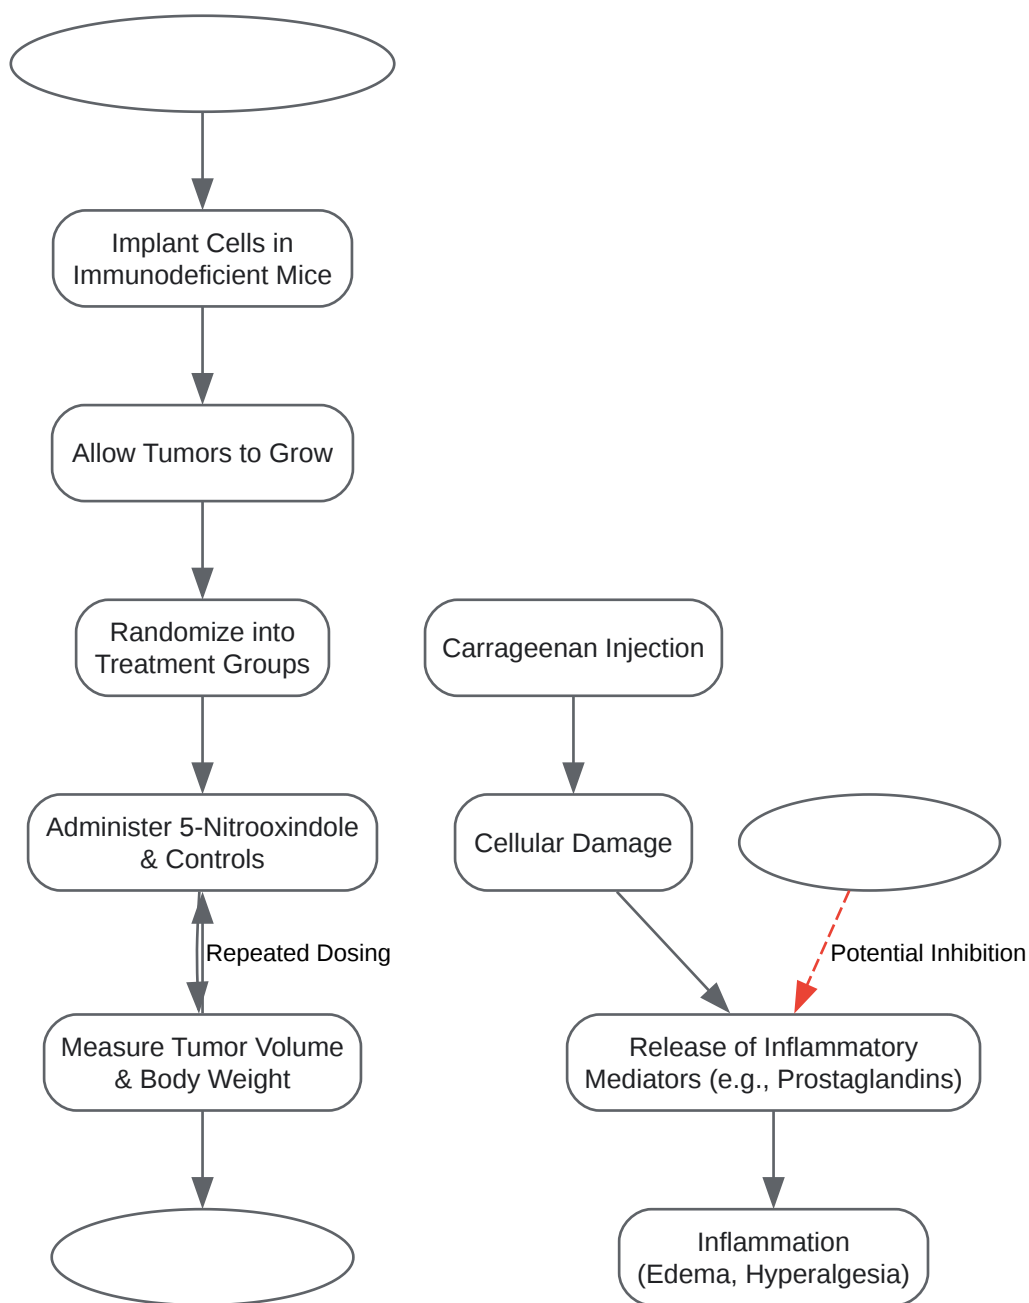 Implant Cells in
Immunodeficient Mice
Allow Tumors to Grow
Randomize into
Treatment Groups
Carrageenan Injection
Administer 5-Nitrooxindole
& Controls
Cellular Damage
Repeated Dosing
Potential Inhibition
Measure Tumor Volume
& Body Weight
Release of Inflammatory
Mediators (e.g., Prostaglandins)
Inflammation
(Edema, Hyperalgesia)